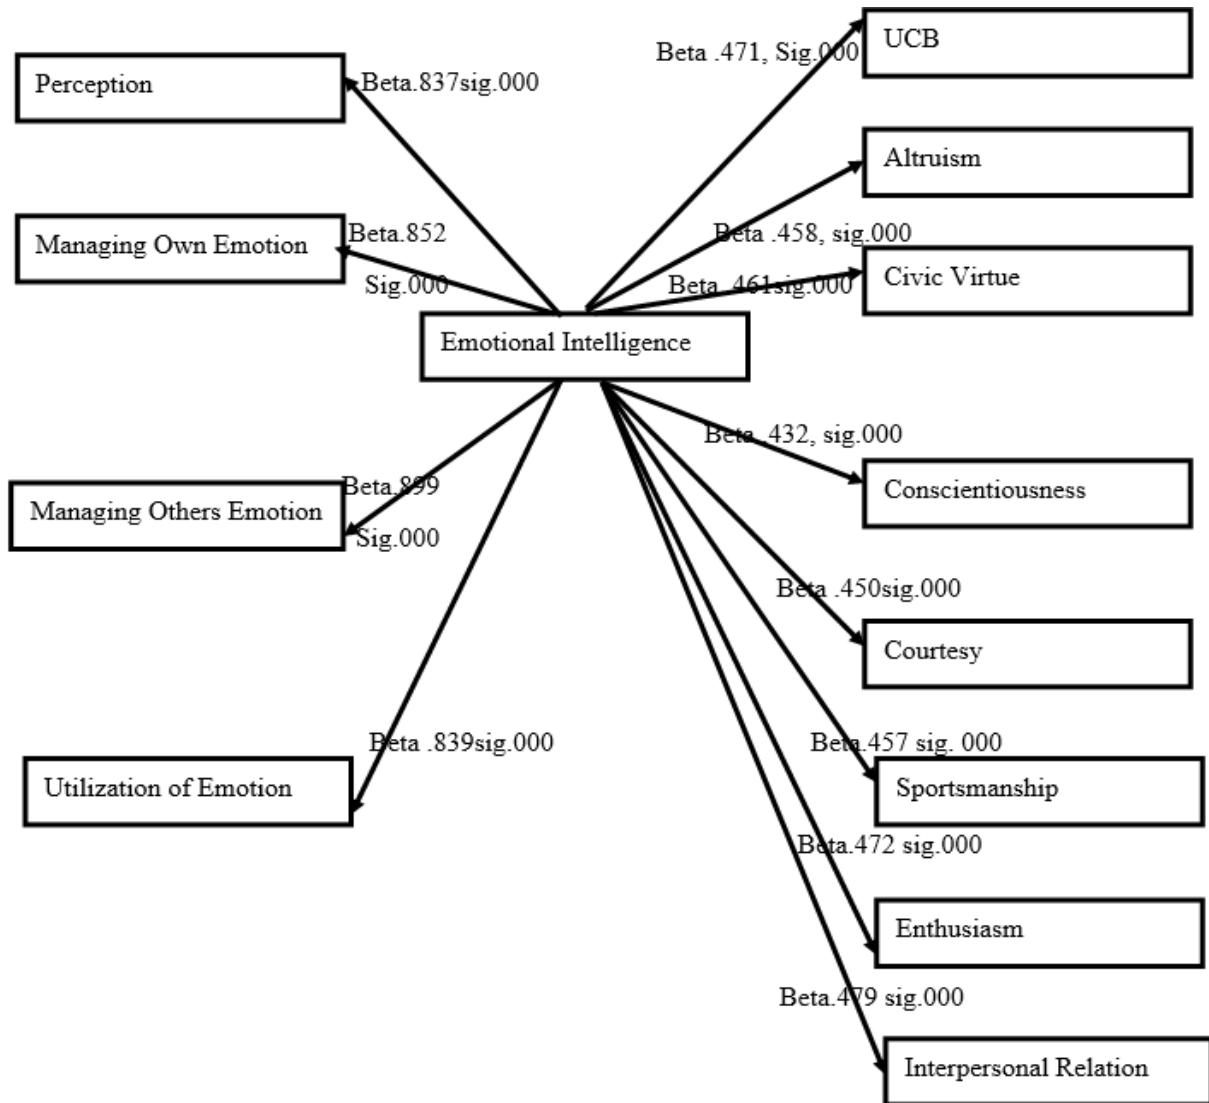 UCB
Beta .471, Sig.000
Perception
Beta.837sig.000
Altruism
Managing Own Emotion
Beta.852
Sig.000
Beta .458, sig.000
Civic Virtue
Beta .461sig.000
Emotional Intelligence
Beta .432, sig.000
Conscientiousness
Beta.899
Sig.000
Managing Others Emotion
Beta .450sig.000
Courtesy
Beta .839sig.000
Utilization of Emotion
Beta.457 sig. 000
Sportsmanship
Beta.472 sig.000
Enthusiasm
Beta.479 sig.000
Interpersonal Relation